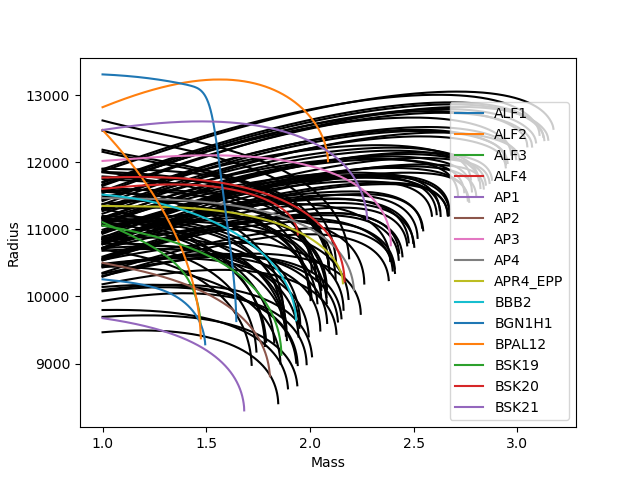 13000
12000
11000
10000
9000
Radius
1.0
1.5
2.0
2.5
3.0
Mass
ALF1
ALF2
ALF3
ALF4
AP1
AP2
AP3
AP4
APR4_EPP
BBB2
BGN1H1
BPAL12
BSK19
BSK20
BSK21